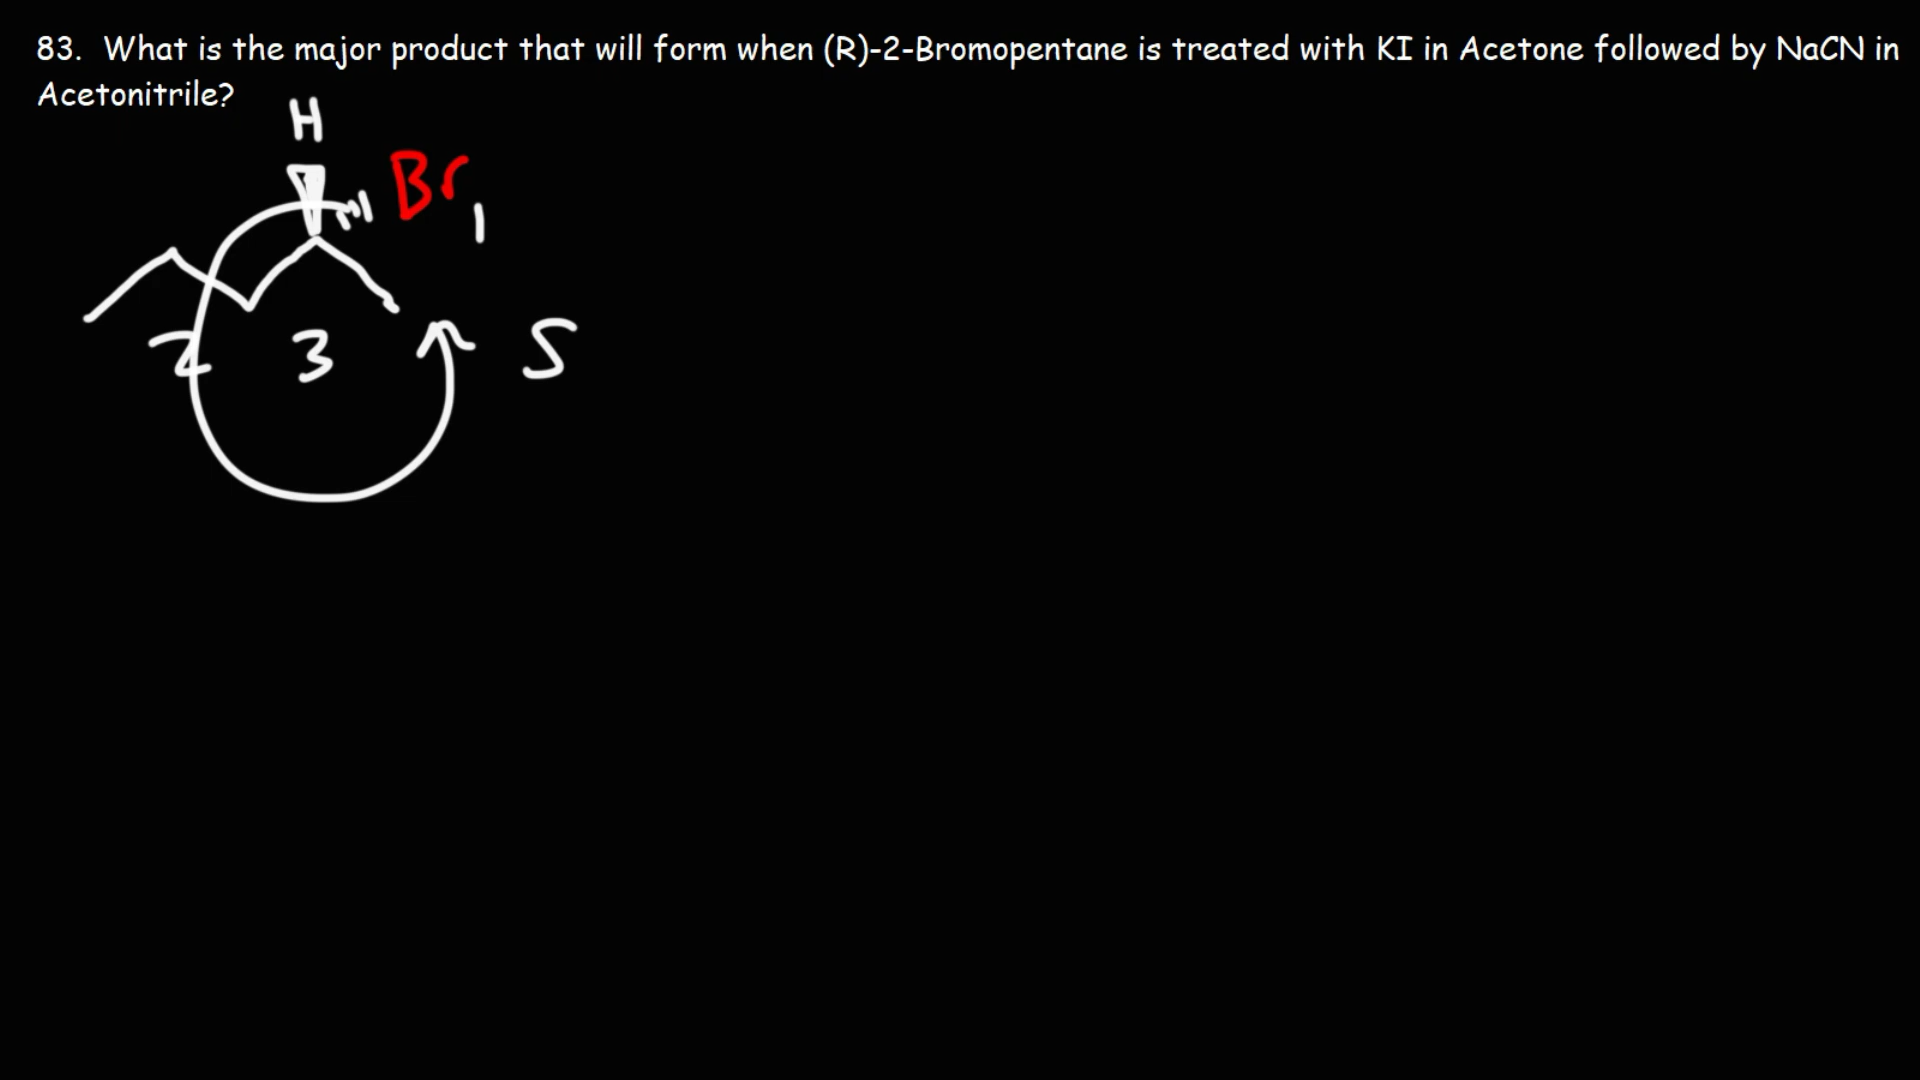 83. What is the major product that will form when (R)-2-Bromopentane is treated with KI in Acetone followed by NaCN in
Acetonitrile?
H
Br
1
2 3 S